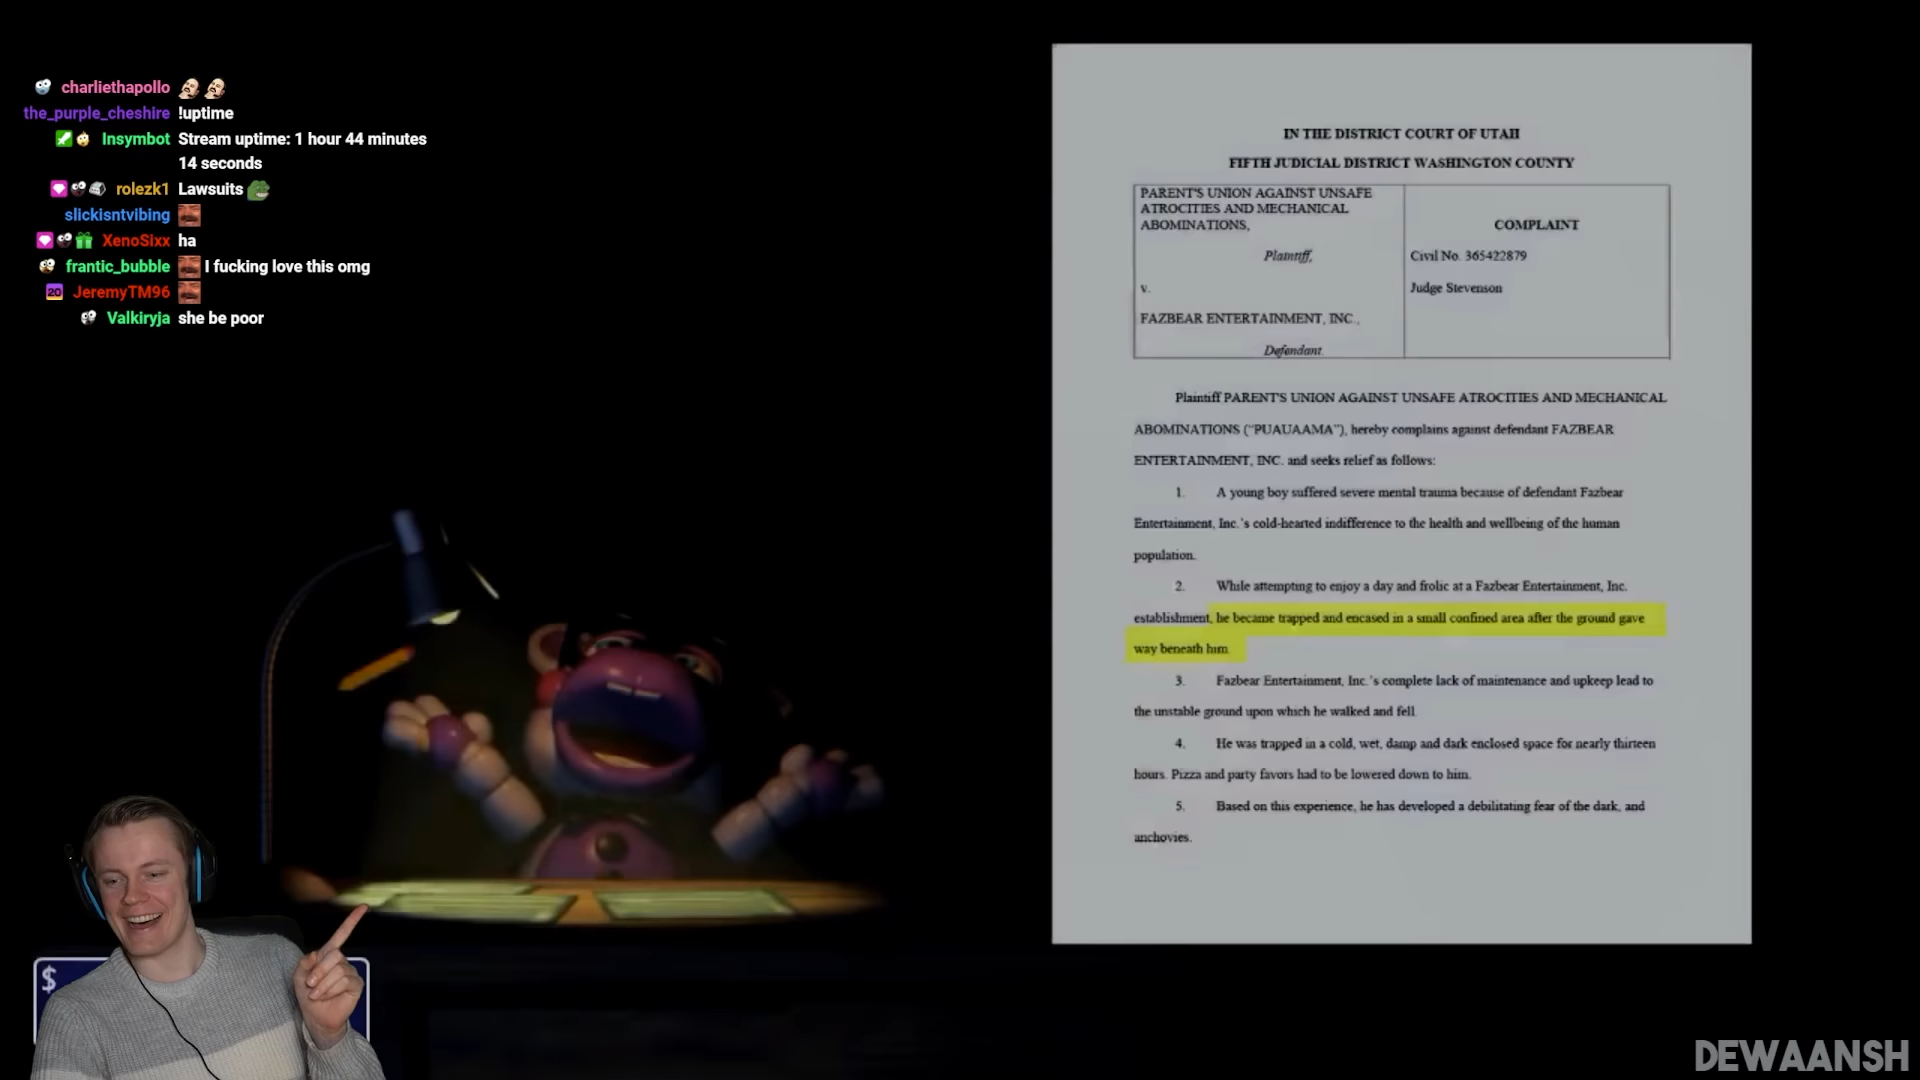 charliethapollo
the_purple_cheshire !uptime
Insymbot Stream uptime: 1 hour 44 minutes
14 seconds
rolezk1 Lawsuits
slickisntvibing
XenoSixx ha
frantic_bubble I fucking love this omg
20 JeremyTM96
Valkiryja she be poor
IN THE DISTRICT COURT OF UTAH
FIFTH JUDICIAL DISTRICT WASHINGTON COUNTY
PARENT'S UNION AGAINST UNSAFE
ATROCITIES AND MECHANICAL
ABOMINATIONS,
Plaintiff,
v.
FAZBEAR ENTERTAINMENT, INC.,
Defendant.
COMPLAINT
Civil No. 365422879
Judge Stevenson
Plaintiff PARENT'S UNION AGAINST UNSAFE ATROCITIES AND MECHANICAL
ABOMINATIONS ("PUAUAAMA"), hereby complains against defendant FAZBEAR
ENTERTAINMENT, INC. and seeks relief as follows:
1. A young boy suffered severe mental trauma because of defendant Fazbear
Entertainment, Inc.'s cold-hearted indifference to the health and wellbeing of the human
population.
2. While attempting to enjoy a day and frolic at a Fazbear Entertainment, Inc.
establishment, he became trapped and encased in a small confined area after the ground gave
way beneath him.
3. Fazbear Entertainment, Inc.'s complete lack of maintenance and upkeep lead to
the unstable ground upon which he walked and fell.
4. He was trapped in a cold, wet, damp and dark enclosed space for nearly thirteen
hours. Pizza and party favors had to be lowered down to him.
5. Based on this experience, he has developed a debilitating fear of the dark, and
anchovies.
$
DEWAANSH